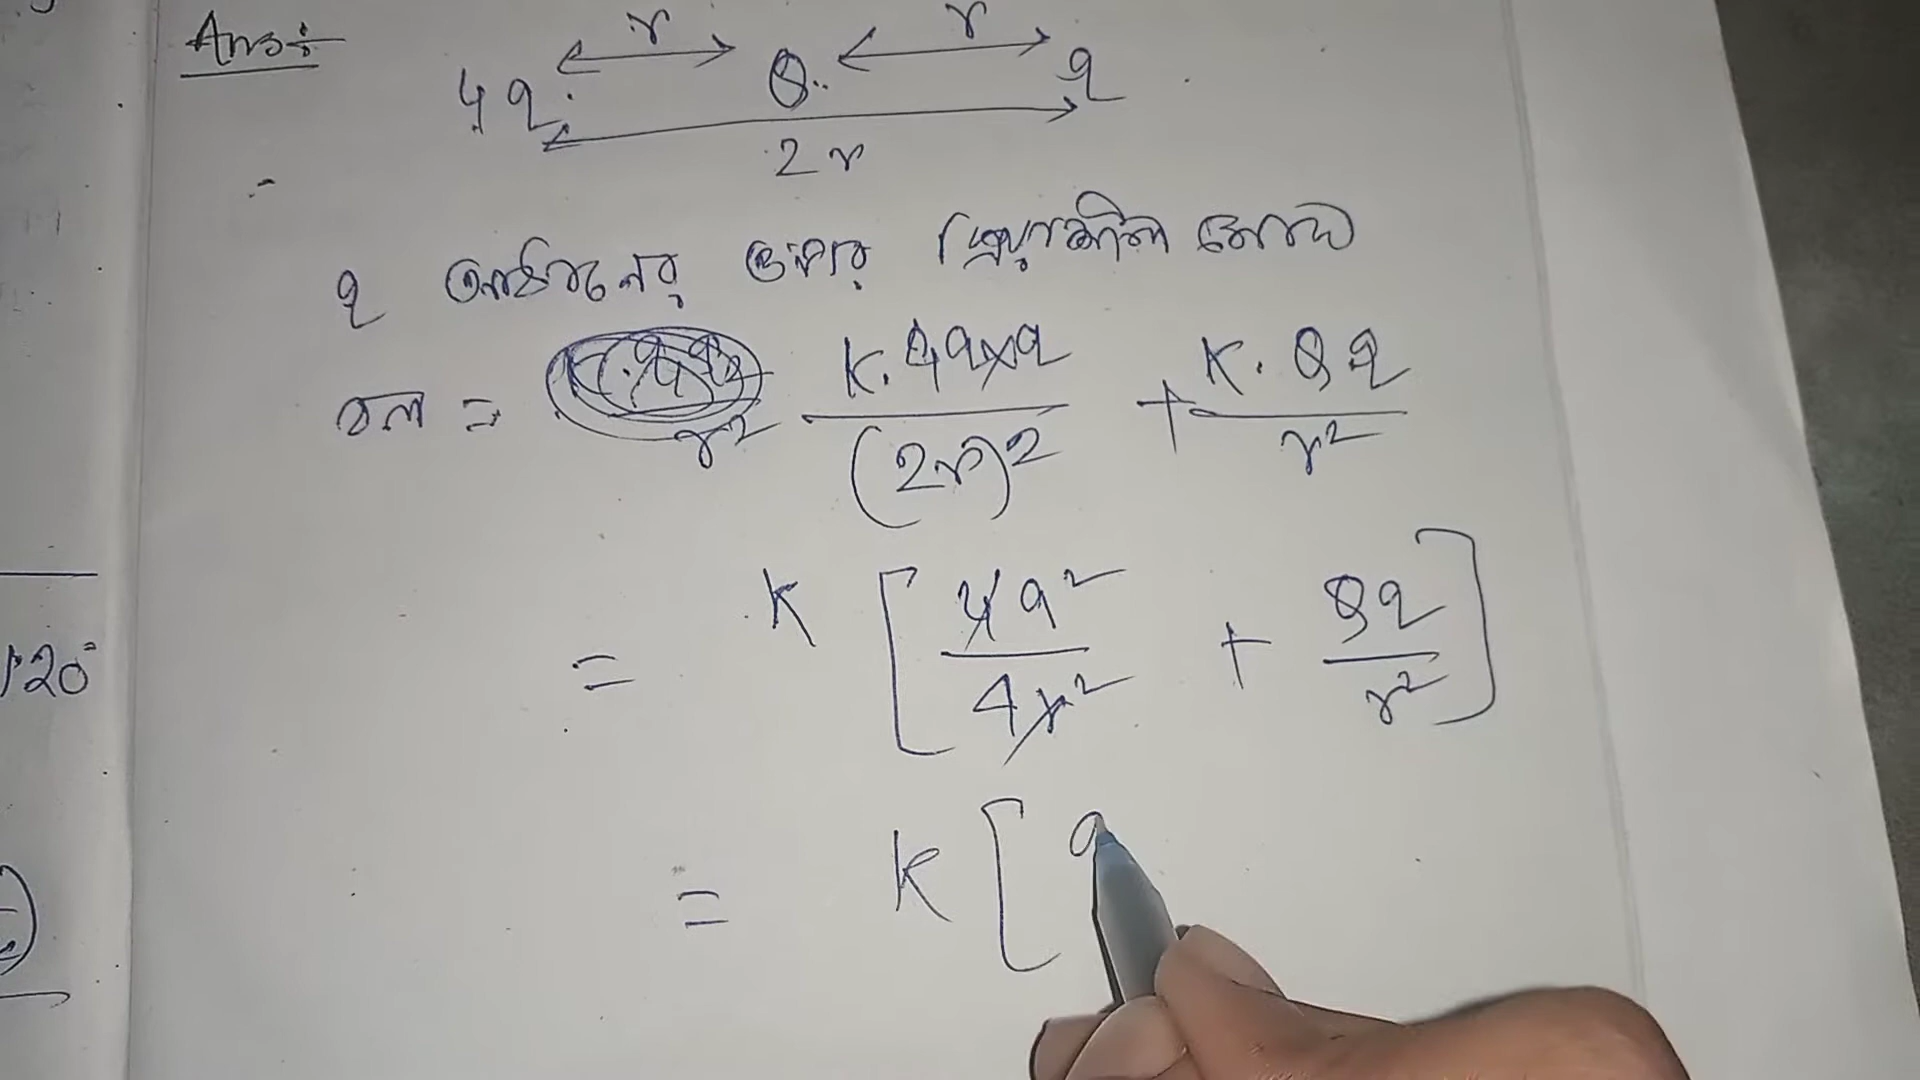 Ans÷
r r
4q Q q
2r
q আধানের উপর ক্রিয়াশীল মোট
বল = K.4q×q/(2r)² + K.Qq/r²
= K [4q²/4r² + Qq/r²]
= K [q
120°